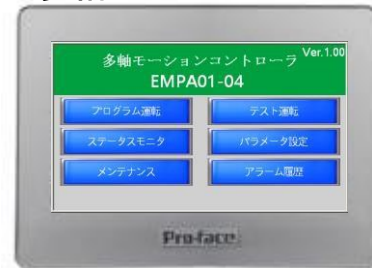 多軸モーションコントローラ Ver.1.00
EMPA01-04
プログラム運転 テスト運転
ステータスモニタ パラメータ設定
メンテナンス アラーム履歴
Pro-face